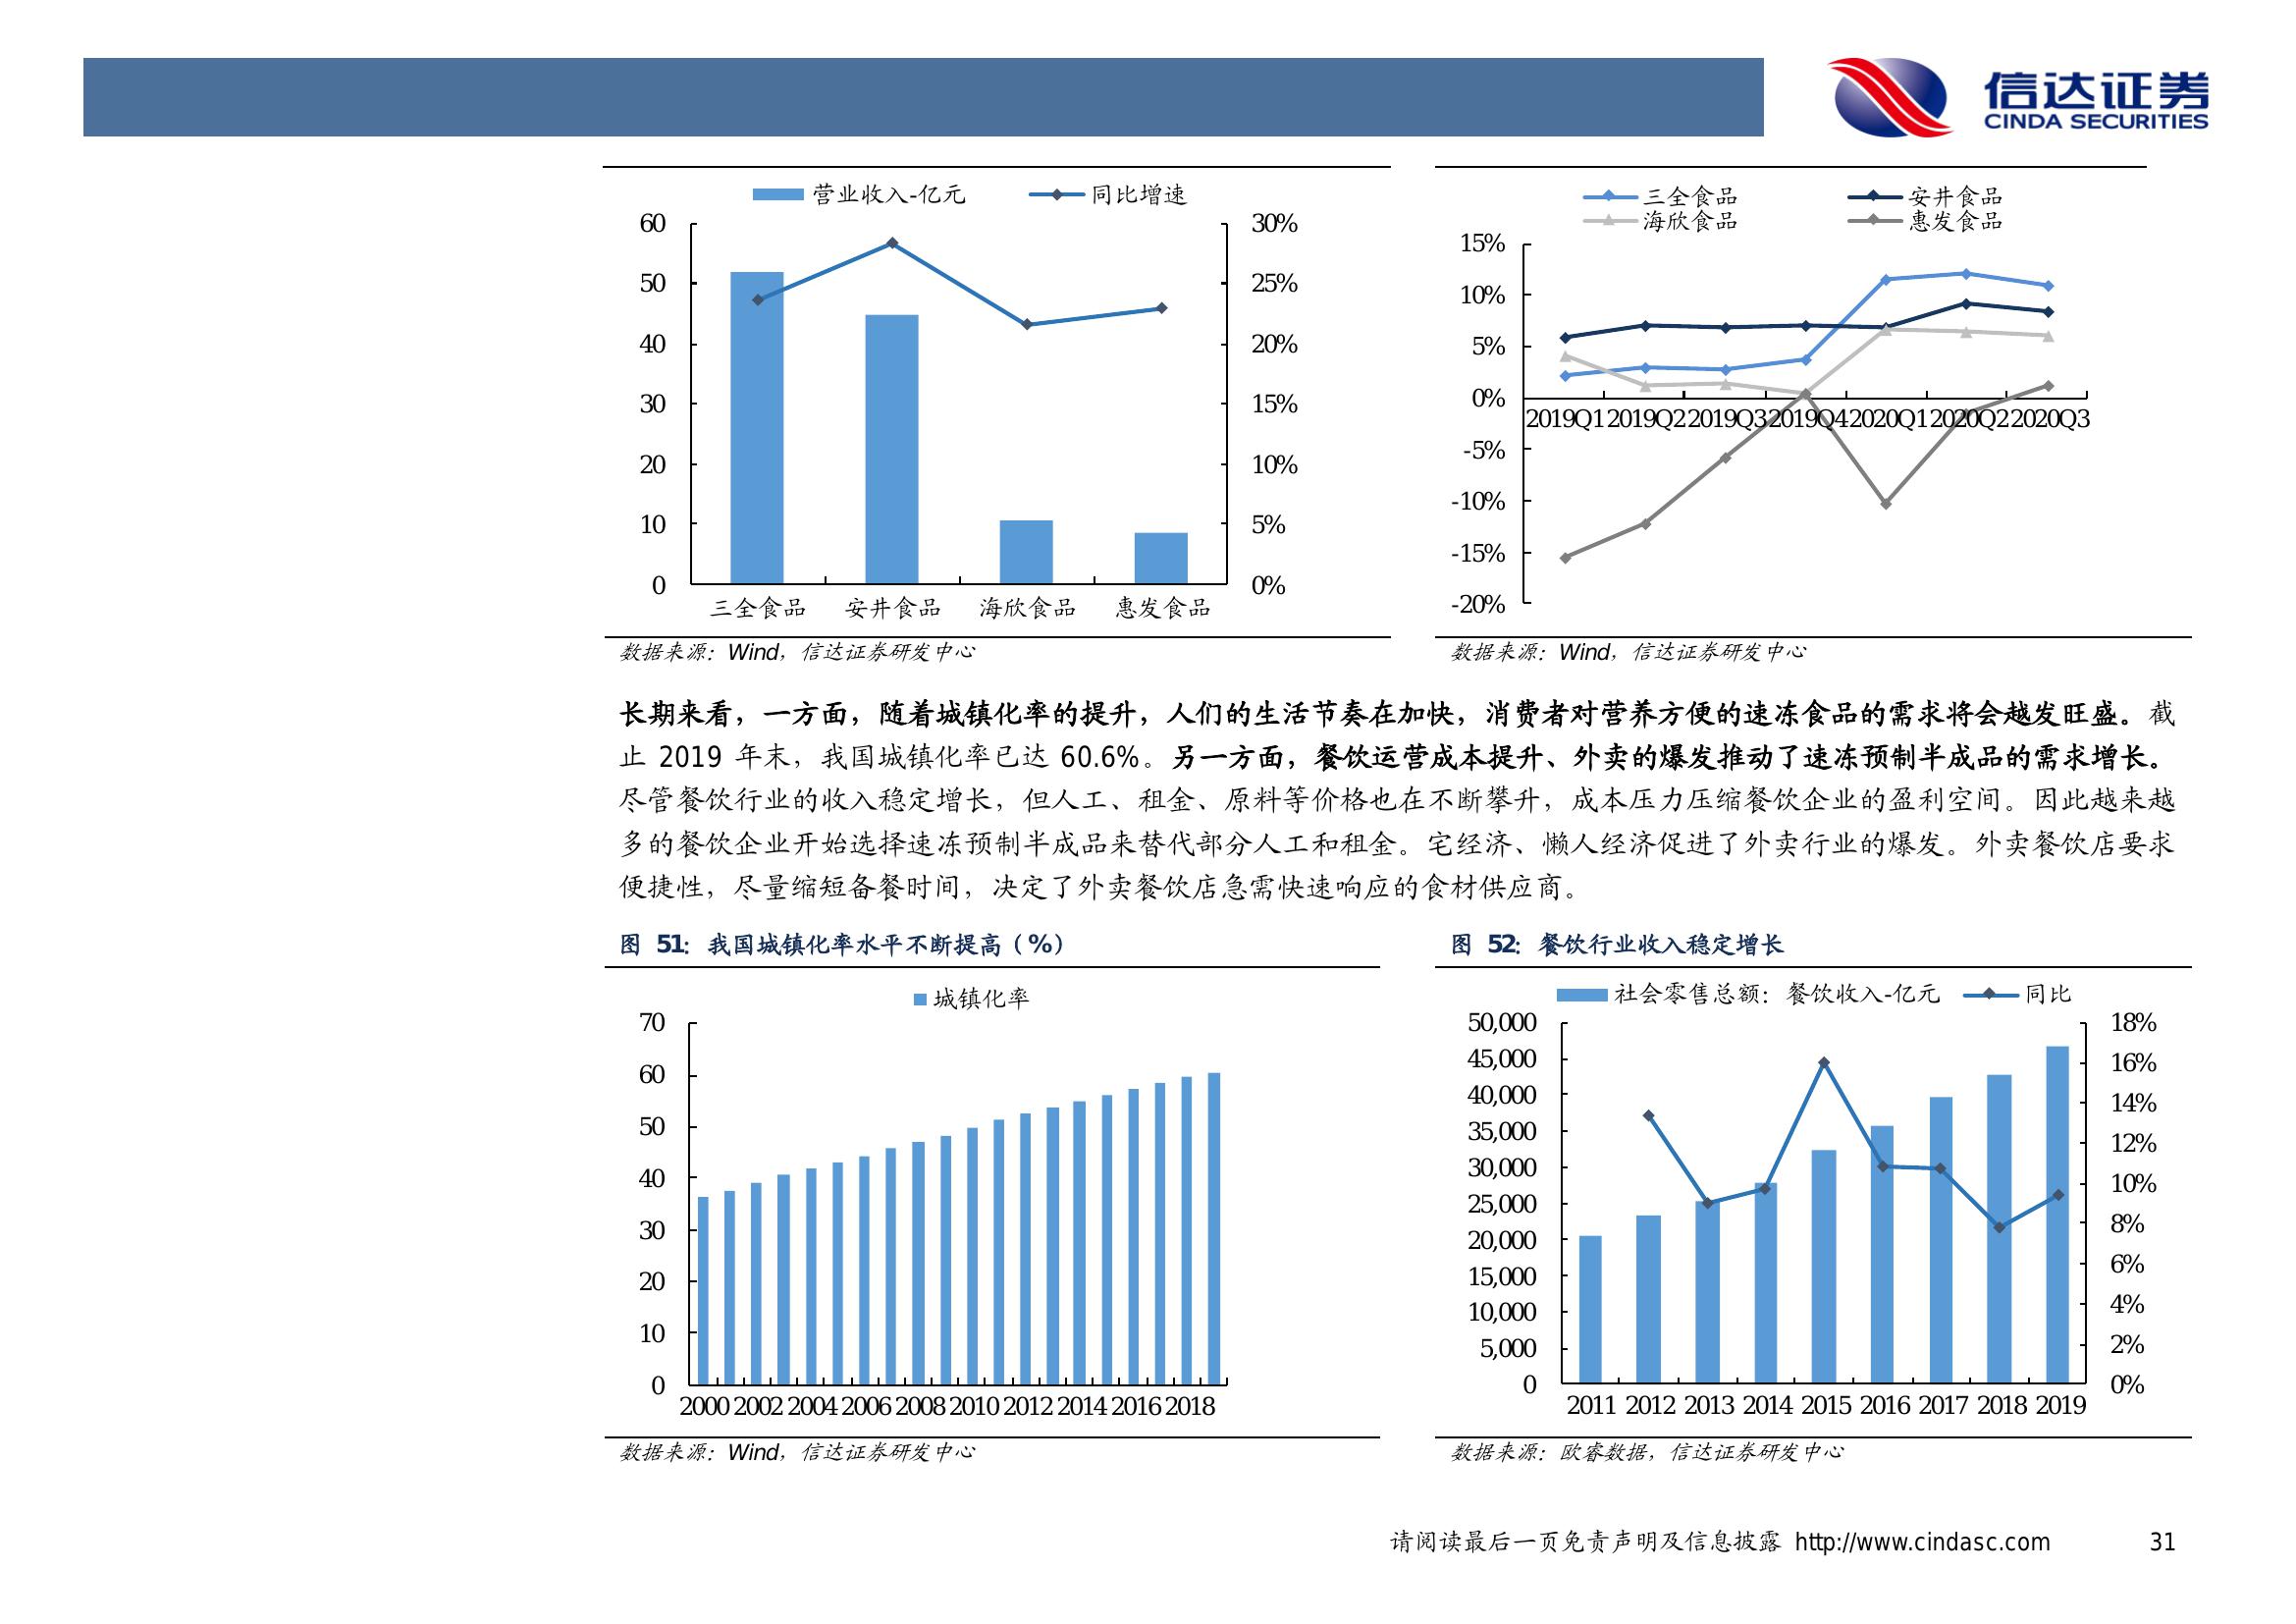 信达证券
CINDA SECURITIES
营业收入-亿元 同比增速
60
50
40
30
20
10
0
30%
25%
20%
15%
10%
5%
0%
三全食品 安井食品 海欣食品 惠发食品
数据来源：Wind，信达证券研发中心
三全食品 安井食品
海欣食品 惠发食品
15%
10%
5%
0%
-5%
-10%
-15%
-20%
2019Q1 2019Q2 2019Q3 2019Q4 2020Q1 2020Q2 2020Q3
数据来源：Wind，信达证券研发中心
长期来看，一方面，随着城镇化率的提升，人们的生活节奏在加快，消费者对营养方便的速冻食品的需求将会越发旺盛。截
止 2019 年末，我国城镇化率已达 60.6%。另一方面，餐饮运营成本提升、外卖的爆发推动了速冻预制半成品的需求增长。
尽管餐饮行业的收入稳定增长，但人工、租金、原料等价格也在不断攀升，成本压力压缩餐饮企业的盈利空间。因此越来越
多的餐饮企业开始选择速冻预制半成品来替代部分人工和租金。宅经济、懒人经济促进了外卖行业的爆发。外卖餐饮店要求
便捷性，尽量缩短备餐时间，决定了外卖餐饮店急需快速响应的食材供应商。
图 51：我国城镇化率水平不断提高（%）
城镇化率
70
60
50
40
30
20
10
0
2000 2002 2004 2006 2008 2010 2012 2014 2016 2018
数据来源：Wind，信达证券研发中心
图 52：餐饮行业收入稳定增长
社会零售总额：餐饮收入-亿元 同比
50,000
45,000
40,000
35,000
30,000
25,000
20,000
15,000
10,000
5,000
0
18%
16%
14%
12%
10%
8%
6%
4%
2%
0%
2011 2012 2013 2014 2015 2016 2017 2018 2019
数据来源：欧睿数据，信达证券研发中心
请阅读最后一页免责声明及信息披露 http://www.cindasc.com 31